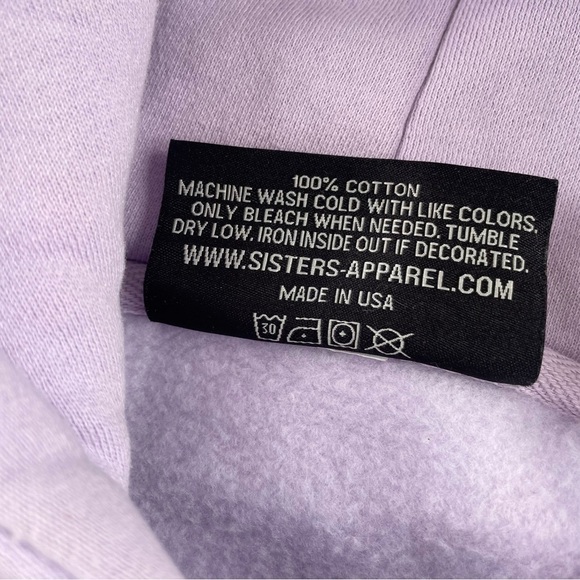 100% COTTON
MACHINE WASH COLD WITH LIKE COLORS.
ONLY BLEACH WHEN NEEDED. TUMBLE
DRY LOW. IRON INSIDE OUT IF DECORATED.
WWW.SISTERS-APPAREL.COM
MADE IN USA
30